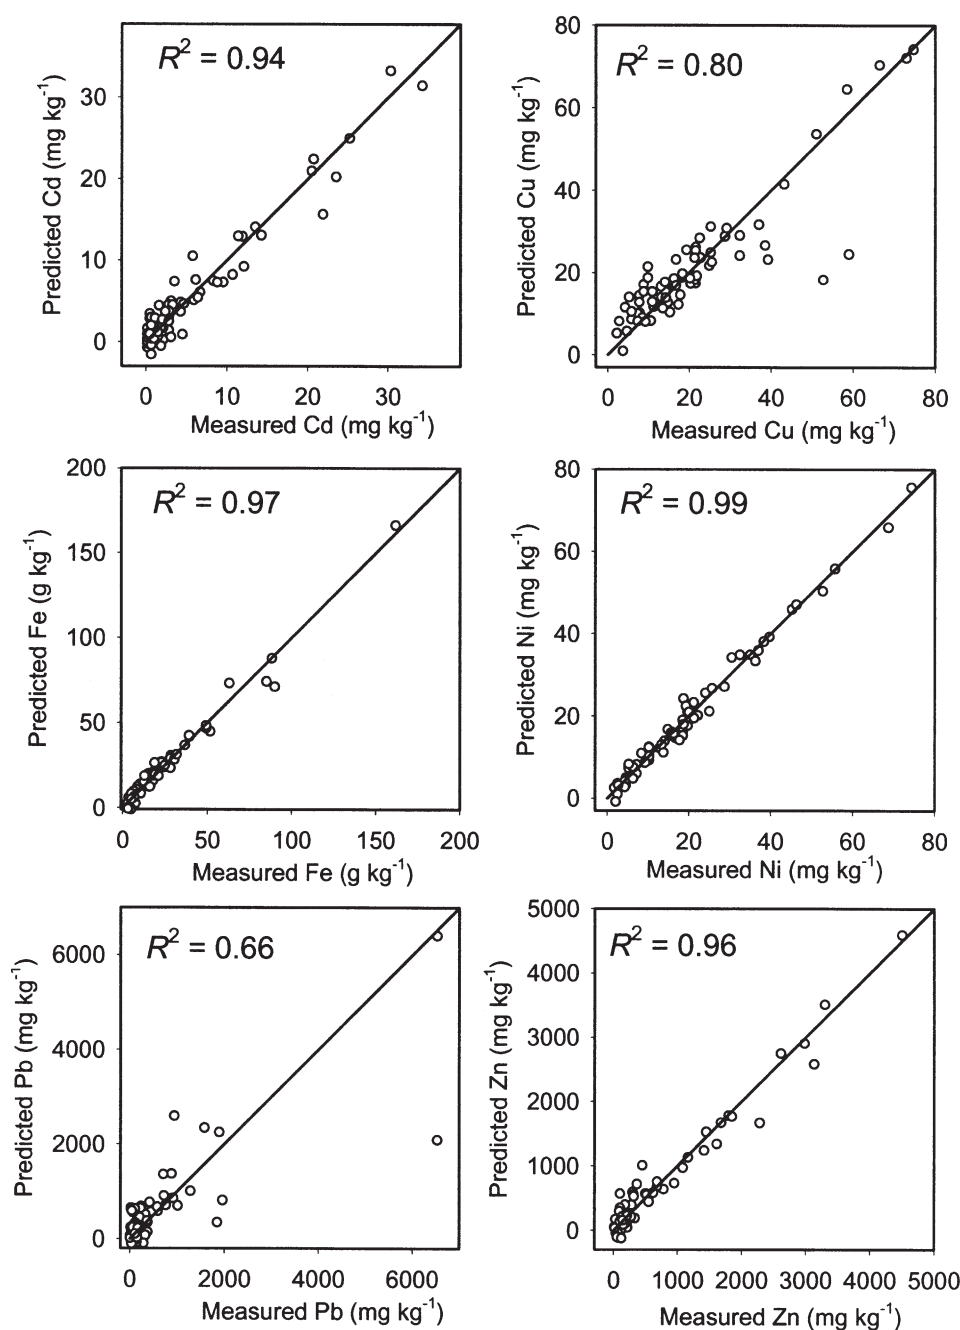 R² = 0.94
30
20
10
0
Predicted Cd (mg kg⁻¹)
0 10 20 30
Measured Cd (mg kg⁻¹)
R² = 0.80
80
60
40
20
0
Predicted Cu (mg kg⁻¹)
0 20 40 60 80
Measured Cu (mg kg⁻¹)
R² = 0.97
200
150
100
50
0
Predicted Fe (g kg⁻¹)
0 50 100 150 200
Measured Fe (g kg⁻¹)
R² = 0.99
80
60
40
20
0
Predicted Ni (mg kg⁻¹)
0 20 40 60 80
Measured Ni (mg kg⁻¹)
R² = 0.66
6000
4000
2000
0
Predicted Pb (mg kg⁻¹)
0 2000 4000 6000
Measured Pb (mg kg⁻¹)
R² = 0.96
5000
4000
3000
2000
1000
0
Predicted Zn (mg kg⁻¹)
0 1000 2000 3000 4000 5000
Measured Zn (mg kg⁻¹)